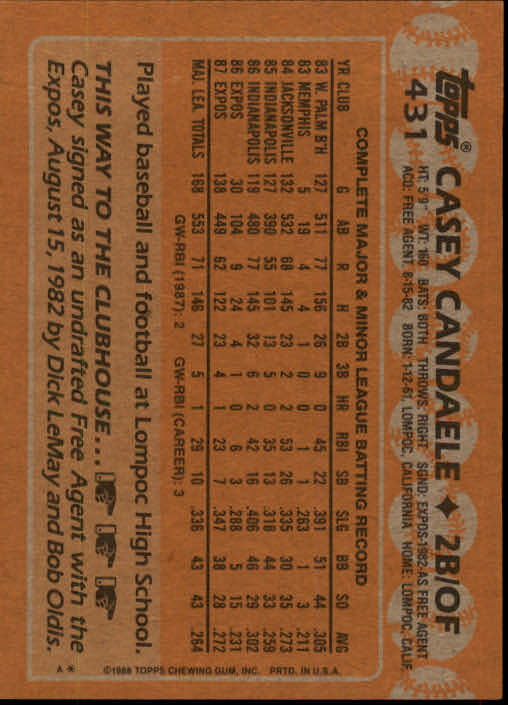 Topps® CASEY CANDAELE ✦ 2B/OF
431 HT: 5'9" WT: 160 BATS: BOTH THROWS: RIGHT SGND: EXPOS-1982-AS FREE AGENT
ACQ: FREE AGENT 8-15-82 BORN: 1-12-61, LOMPOC, CALIFORNIA HOME: LOMPOC, CALIF.
COMPLETE MAJOR & MINOR LEAGUE BATTING RECORD
YR CLUB G AB R H 2B 3B HR RBI SB SLG BB SO AVG
83 W. PALM B'H 127 511 77 156 26 9 0 45 22 .391 51 44 .305
83 MEMPHIS 5 19 4 4 1 0 0 1 1 .263 1 3 .211
84 JACKSONVILLE 132 532 68 145 23 2 2 53 26 .335 30 35 .273
85 INDIANAPOLIS 127 390 55 101 13 5 0 35 13 .318 44 33 .259
86 INDIANAPOLIS 119 480 77 145 32 6 2 42 16 .406 46 29 .302
86 EXPOS 30 104 9 24 4 1 0 6 3 .288 5 15 .231
87 EXPOS 138 449 62 122 23 4 1 23 7 .347 38 28 .272
MAJ. LEA. TOTALS 168 553 71 146 27 5 1 29 10 .336 43 43 .264
GW-RBI (1987): 2 GW-RBI (CAREER): 3
Played baseball and football at Lompoc High School.
THIS WAY TO THE CLUBHOUSE...
Casey signed as an undrafted Free Agent with the
Expos, August 15, 1982 by Dick LeMay and Bob Oldis.
©1988 TOPPS CHEWING GUM, INC. PRTD. IN U.S.A.
A *